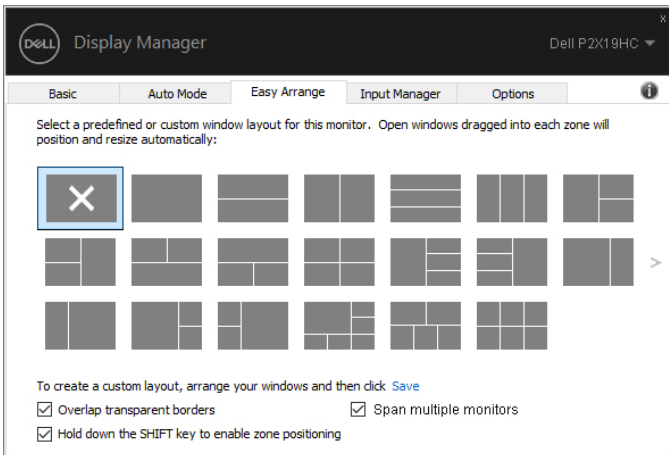 x
DELL Display Manager Dell P2X19HC
Basic Auto Mode Easy Arrange Input Manager Options i
Select a predefined or custom window layout for this monitor. Open windows dragged into each zone will
position and resize automatically:
To create a custom layout, arrange your windows and then click Save
Overlap transparent borders Span multiple monitors
Hold down the SHIFT key to enable zone positioning